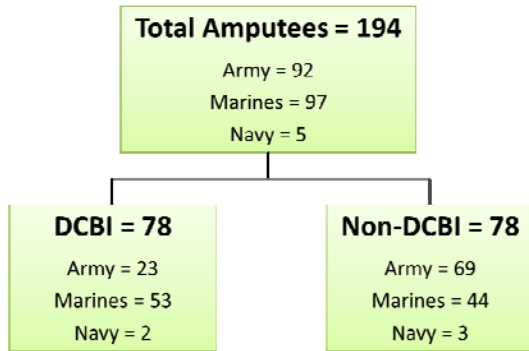 Total Amputees = 194
Army = 92
Marines = 97
Navy = 5
DCBI = 78
Army = 23
Marines = 53
Navy = 2
Non-DCBI = 78
Army = 69
Marines = 44
Navy = 3